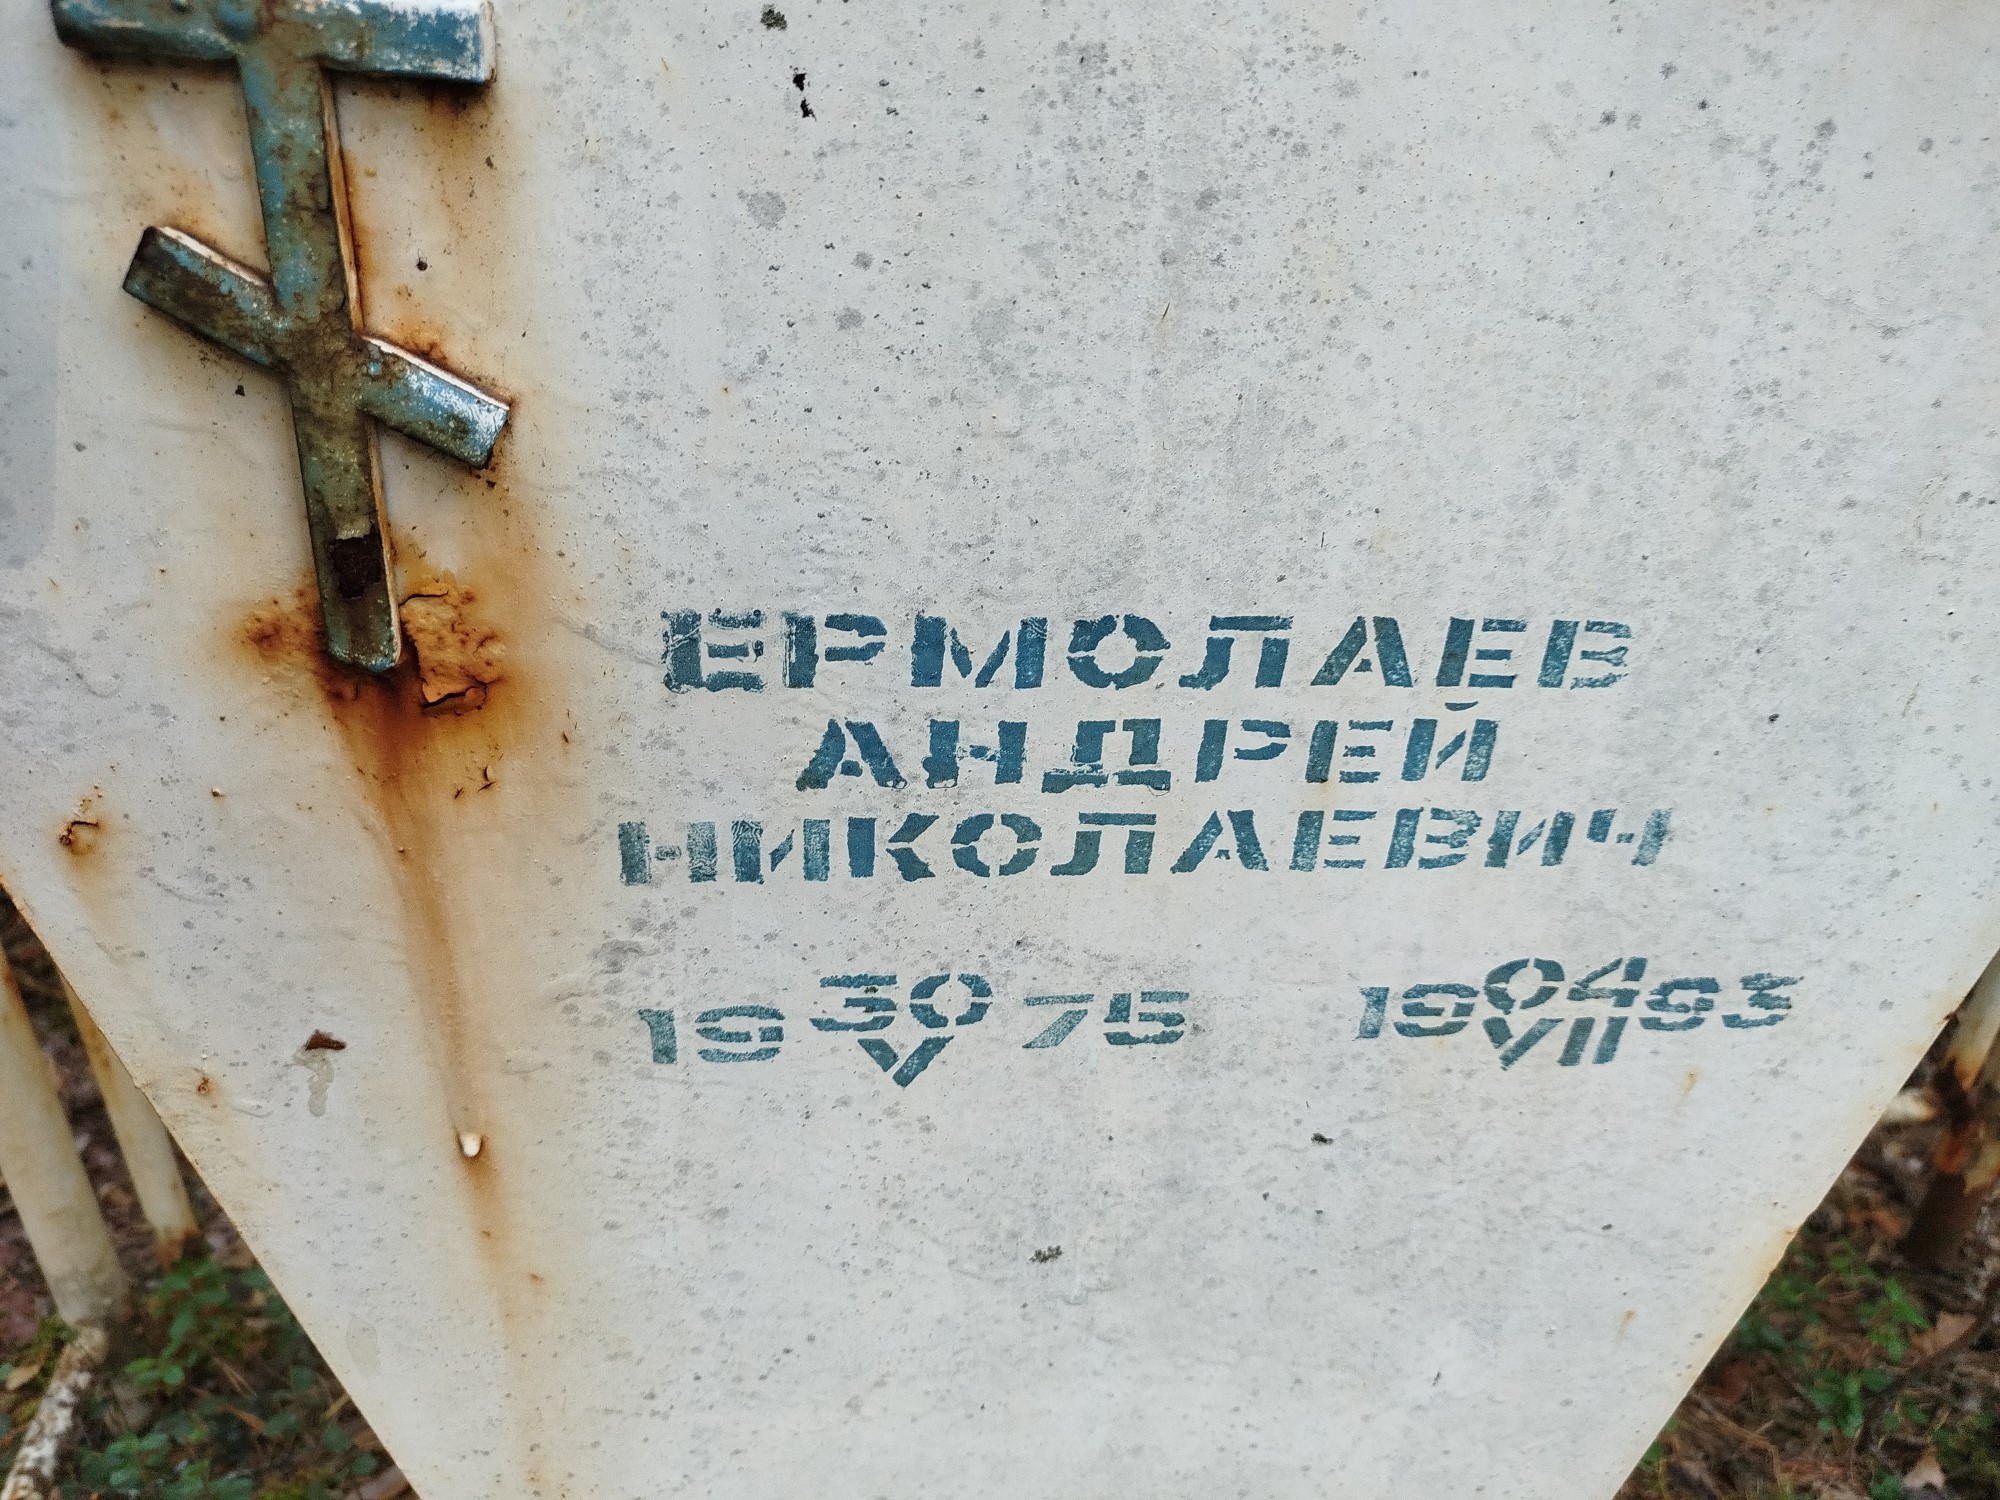 ЕРМОЛАЕВ
АНДРЕЙ
НИКОЛАЕВИЧ
19 30/V 75 19 04/VII 93